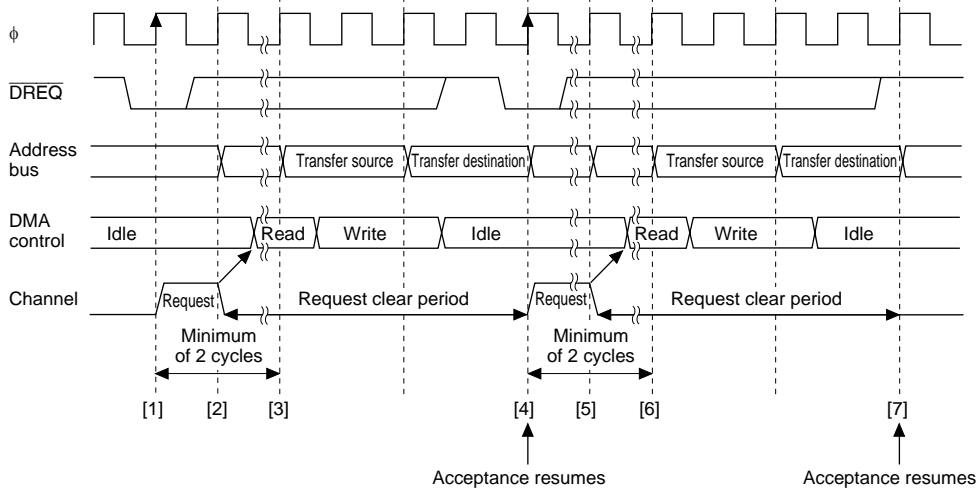 φ
DREQ
Address
bus
Transfer source Transfer destination Transfer source Transfer destination
DMA
control
Idle Read Write Idle Read Write Idle
Channel
Request Request clear period Request Request clear period
Minimum
of 2 cycles
Minimum
of 2 cycles
[1] [2] [3] [4] [5] [6] [7]
Acceptance resumes Acceptance resumes